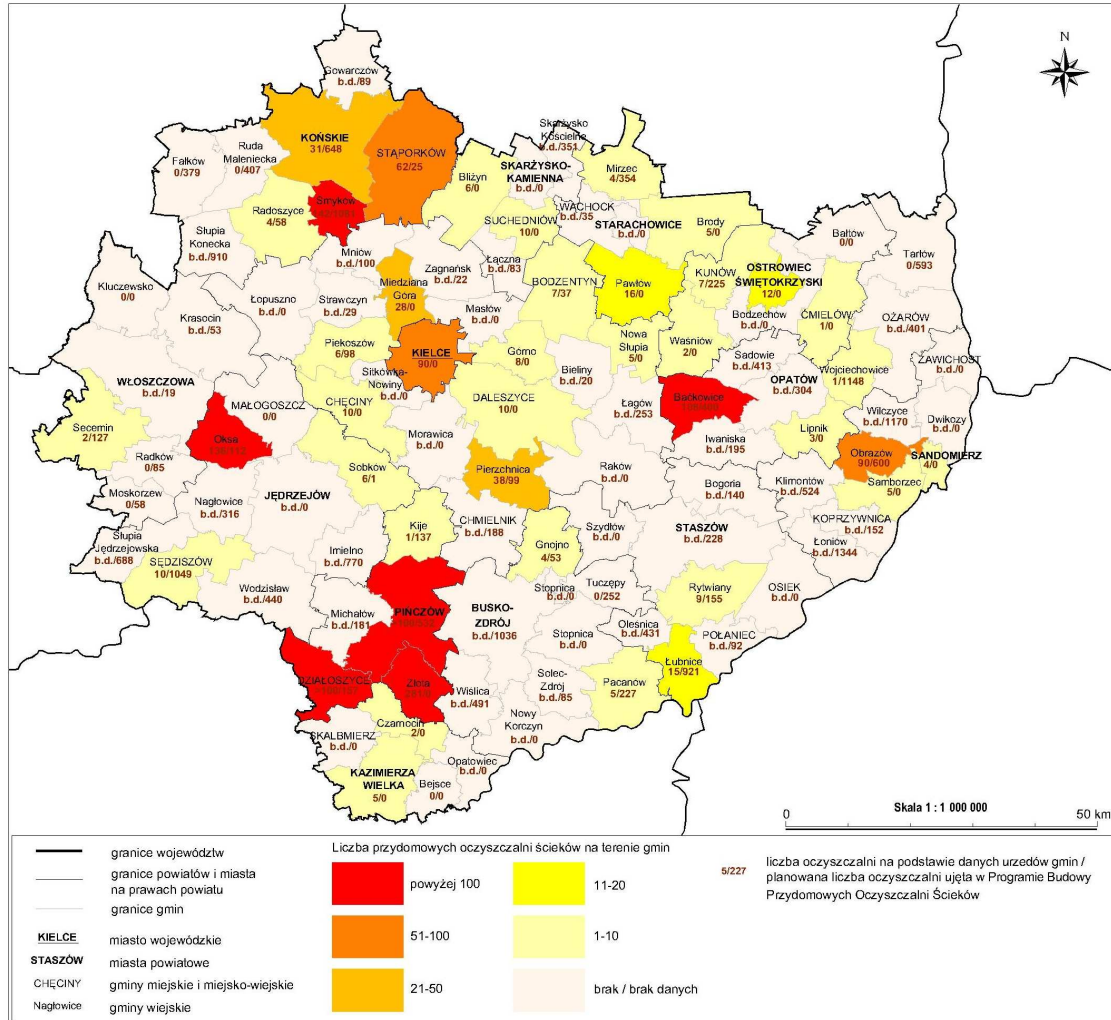 N
Gowarczów
b.d./89
KOŃSKIE
31/648
STĄPORKÓW
62/25
Skarżysko
Kościelne
b.d./351
SKARŻYSKO-
KAMIENNA
b.d./0
Mirzec
4/354
Ruda
Maleniecka
0/407
Fałków
0/379
Bliżyn
6/0
Smyków
WĄCHOCK
b.d./35
STARACHOWICE
b.d./0
SUCHEDNIÓW
10/0
Brody
5/0
Radoszyce
4/58
Słupia
Konecka
b.d./910
Bałtów
0/0
Tarłów
0/593
Mniów
b.d./100
Łączna
b.d./83
Zagnańsk
b.d./22
BODZENTYN
7/37
Pawłów
16/0
KUNÓW
7/225
OSTROWIEC
ŚWIĘTOKRZYSKI
12/0
Kluczewsko
0/0
Łopuszno
b.d./0
Strawczyn
b.d./29
Miedziana
Góra
28/0
Masłów
b.d./0
Bodzechów
b.d./0
ĆMIELÓW
1/0
OŻARÓW
b.d./401
Krasocin
b.d./53
Piekoszów
6/98
KIELCE
90/0
Górno
8/0
Nowa
Słupia
5/0
Waśniów
2/0
Sadowie
b.d./413
ZAWICHOST
b.d./0
Sitkówka-
Nowiny
b.d./0
Bieliny
b.d./20
OPATÓW
b.d./304
Wojciechowice
1/1148
WŁOSZCZOWA
b.d./19
MAŁOGOSZCZ
0/0
CHĘCINY
10/0
DALESZYCE
10/0
Łagów
b.d./253
Baćkowice
Wilczyce
b.d./1170
Dwikozy
b.d./0
Secemin
2/127
Oksa
Morawica
b.d./0
Iwaniska
b.d./195
Lipnik
3/0
Obrazów
90/600
SANDOMIERZ
4/0
Radków
0/85
Sobków
6/1
Pierzchnica
38/99
Raków
b.d./0
Bogoria
b.d./140
Klimontów
b.d./524
Samborzec
5/0
Moskorzew
0/58
Nagłowice
b.d./316
JĘDRZEJÓW
b.d./0
CHMIELNIK
b.d./188
Szydłów
b.d./0
STASZÓW
b.d./228
KOPRZYWNICA
b.d./152
Słupia
Jędrzejowska
b.d./688
Imielno
b.d./770
Kije
1/137
Gnojno
4/53
Łoniów
b.d./1344
SĘDZISZÓW
10/1049
Wodzisław
b.d./440
Stopnica
b.d./0
Tuczępy
0/252
Rytwiany
9/155
OSIEK
b.d./0
Michałów
b.d./181
PIŃCZÓW
BUSKO-
ZDRÓJ
b.d./1036
Stopnica
b.d./0
Oleśnica
b.d./431
POŁANIEC
b.d./92
DZIAŁOSZYCE
Złota
Wiślica
b.d./491
Solec-
Zdrój
b.d./85
Pacanów
5/227
Łubnice
15/921
Czarnocin
2/0
Nowy
Korczyn
b.d./0
SKALBMIERZ
b.d./0
KAZIMIERZA
WIELKA
5/0
Opatowiec
b.d./0
Bejsce
0/0
Skala 1 : 1 000 000
0 50 km
granice województw
granice powiatów i miasta
na prawach powiatu
granice gmin
KIELCE miasto wojewódzkie
STASZÓW miasta powiatowe
CHĘCINY gminy miejskie i miejsko-wiejskie
Nagłowice gminy wiejskie
Liczba przydomowych oczyszczalni ścieków na terenie gmin
powyżej 100
51-100
21-50
11-20
1-10
brak / brak danych
5/227
liczba oczyszczalni na podstawie danych urzędów gmin /
planowana liczba oczyszczalni ujęta w Programie Budowy
Przydomowych Oczyszczalni Ścieków